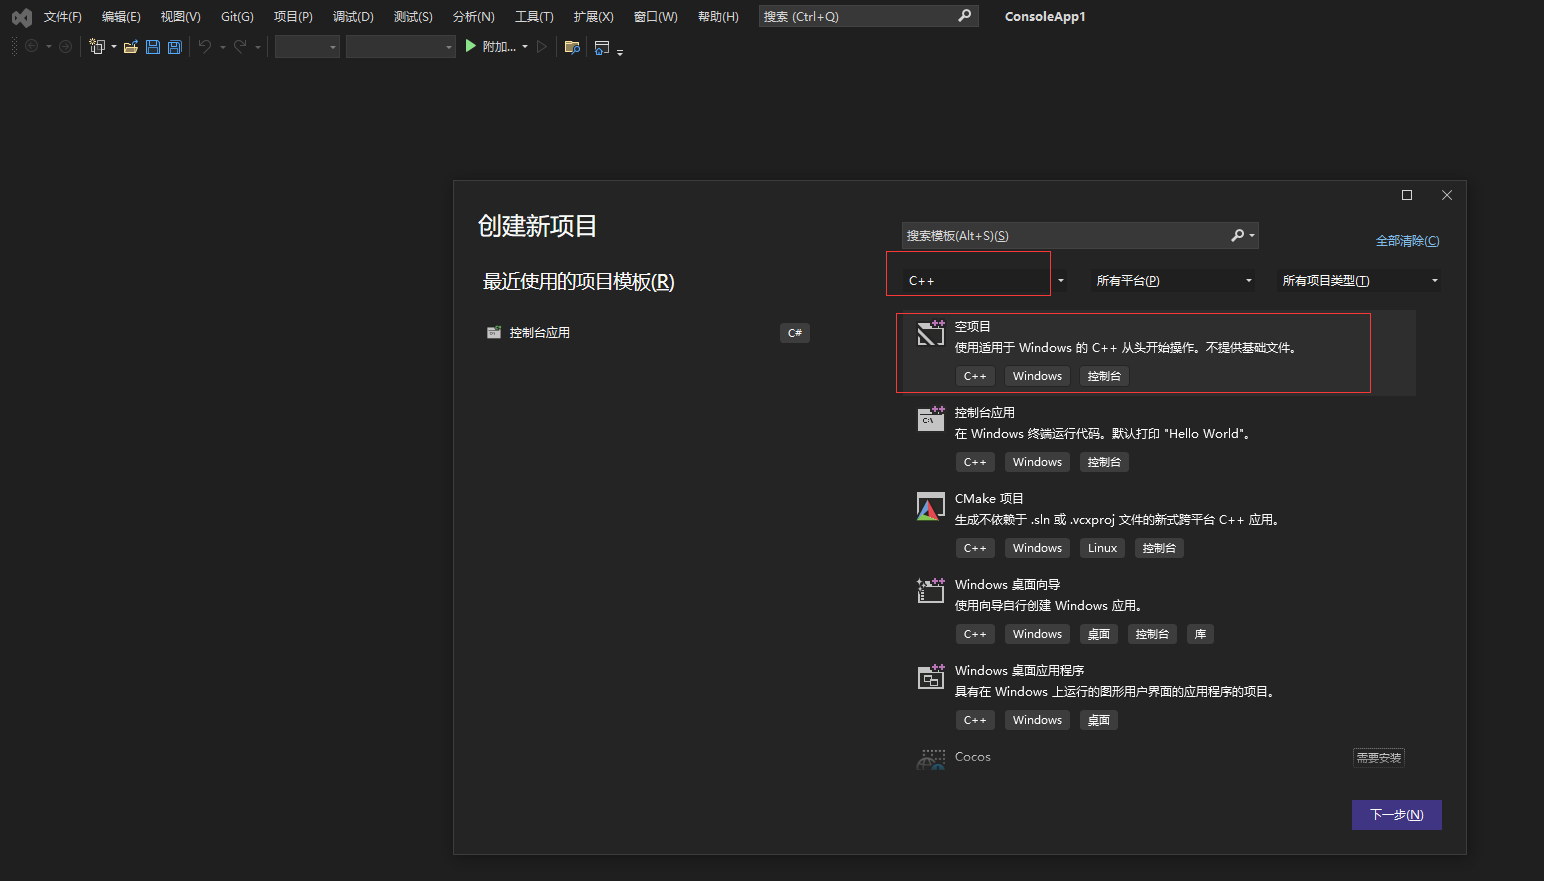 文件(F) 编辑(E) 视图(V) Git(G) 项目(P) 调试(D) 测试(S) 分析(N) 工具(T) 扩展(X) 窗口(W) 帮助(H) 搜索 (Ctrl+Q) ConsoleApp1
附加...
创建新项目
搜索模板(Alt+S)(S)
全部清除(C)
最近使用的项目模板(R)
C++ 所有平台(P) 所有项目类型(T)
控制台应用 C#
空项目
使用适用于 Windows 的 C++ 从头开始操作。不提供基础文件。
C++ Windows 控制台
控制台应用
在 Windows 终端运行代码。默认打印 "Hello World"。
C++ Windows 控制台
CMake 项目
生成不依赖于 .sln 或 .vcxproj 文件的新式跨平台 C++ 应用。
C++ Windows Linux 控制台
Windows 桌面向导
使用向导自行创建 Windows 应用。
C++ Windows 桌面 控制台 库
Windows 桌面应用程序
具有在 Windows 上运行的图形用户界面的应用程序的项目。
C++ Windows 桌面
Cocos 需要安装
下一步(N)